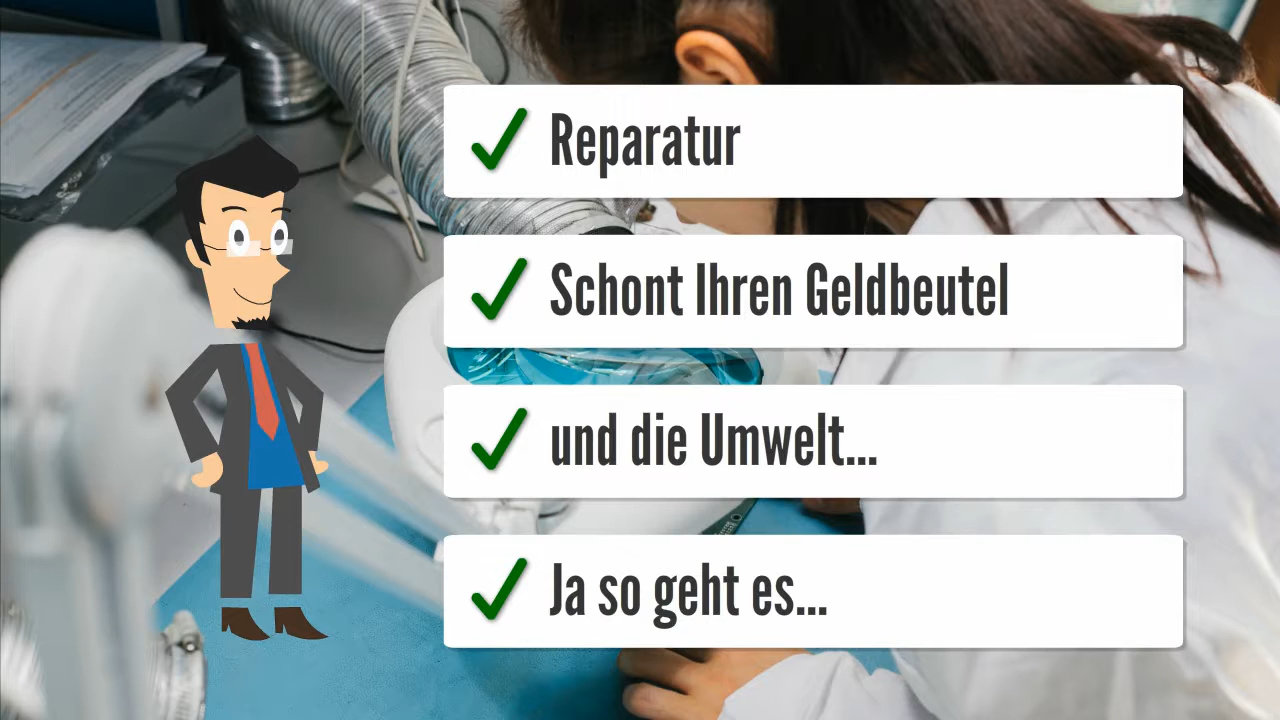 Reparatur
Schont Ihren Geldbeutel
und die Umwelt...
Ja so geht es...